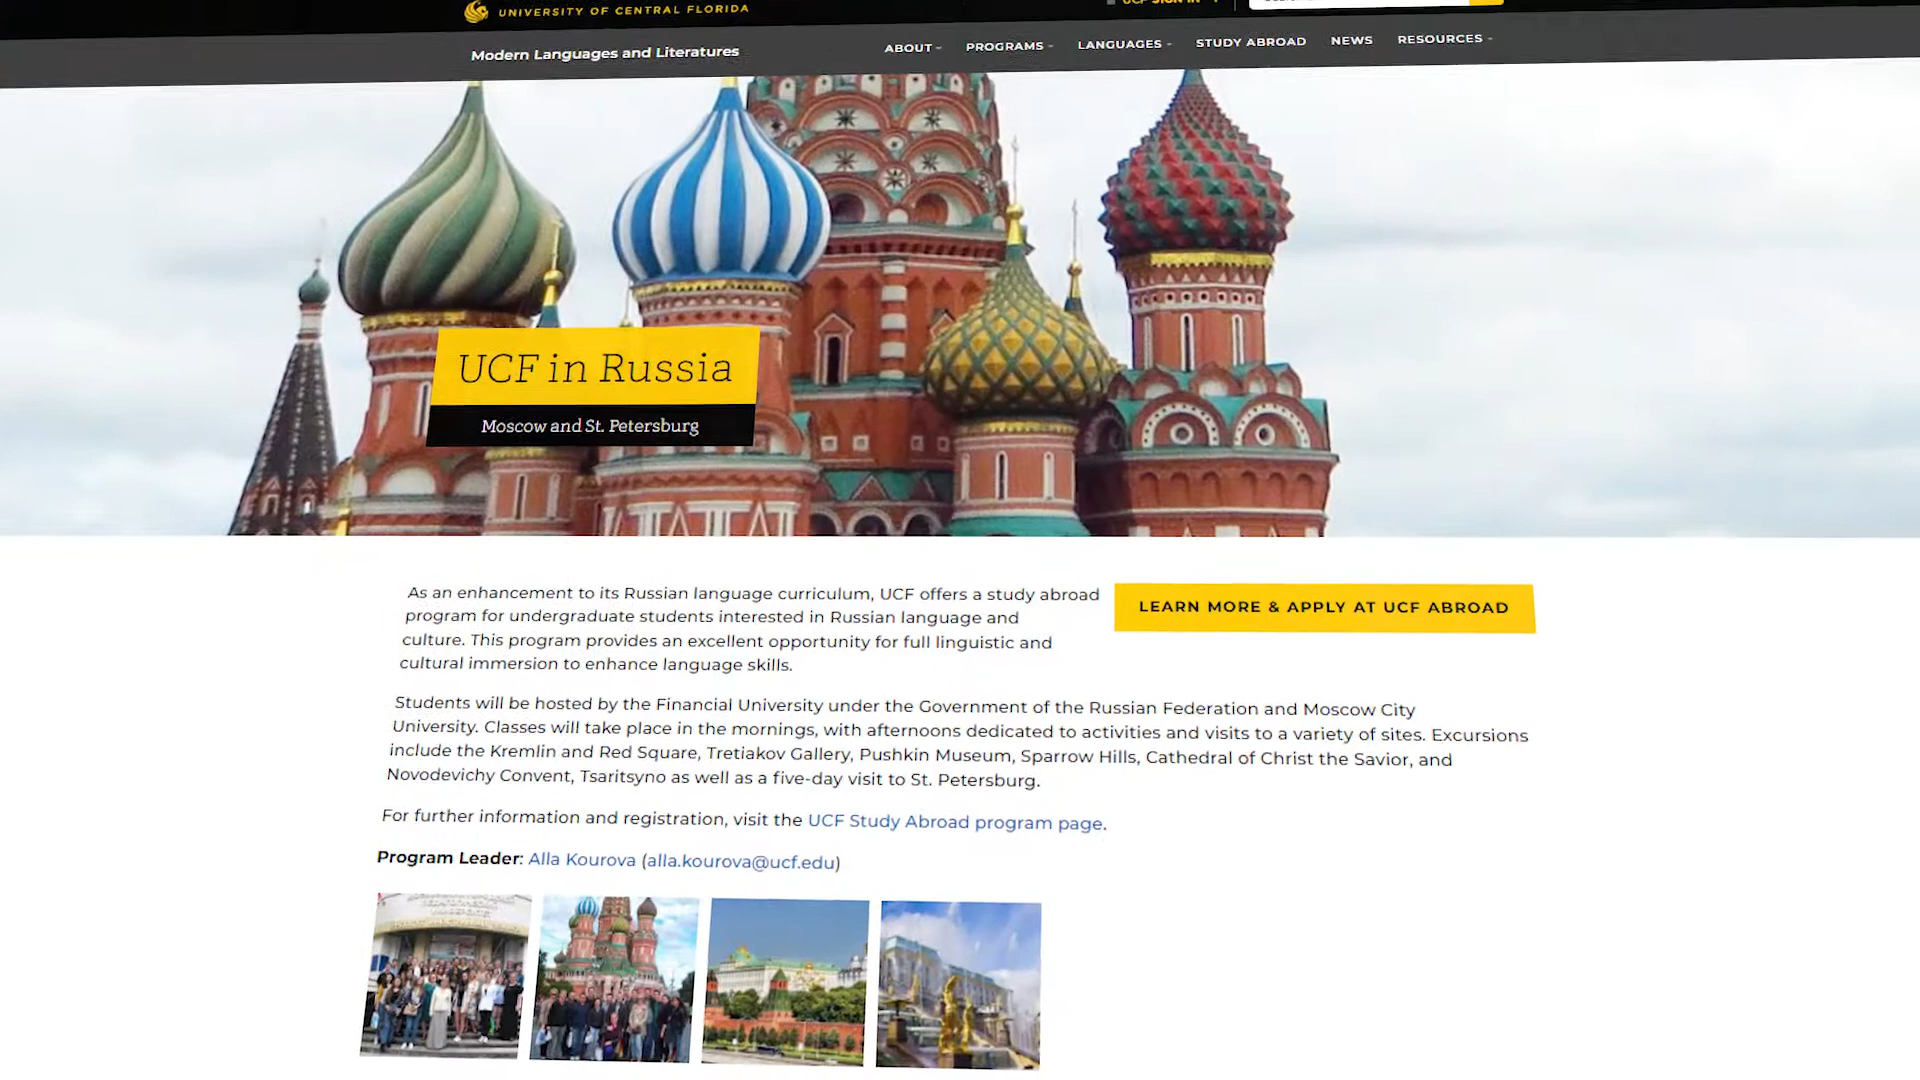 UNIVERSITY OF CENTRAL FLORIDA
UCF SIGN IN
Modern Languages and Literatures
ABOUT
PROGRAMS
LANGUAGES
STUDY ABROAD
NEWS
RESOURCES
UCF in Russia
Moscow and St. Petersburg
As an enhancement to its Russian language curriculum, UCF offers a study abroad
program for undergraduate students interested in Russian language and
culture. This program provides an excellent opportunity for full linguistic and
cultural immersion to enhance language skills.
LEARN MORE & APPLY AT UCF ABROAD
Students will be hosted by the Financial University under the Government of the Russian Federation and Moscow City
University. Classes will take place in the mornings, with afternoons dedicated to activities and visits to a variety of sites. Excursions
include the Kremlin and Red Square, Tretiakov Gallery, Pushkin Museum, Sparrow Hills, Cathedral of Christ the Savior, and
Novodevichy Convent, Tsaritsyno as well as a five-day visit to St. Petersburg.
For further information and registration, visit the UCF Study Abroad program page.
Program Leader: Alla Kourova (alla.kourova@ucf.edu)